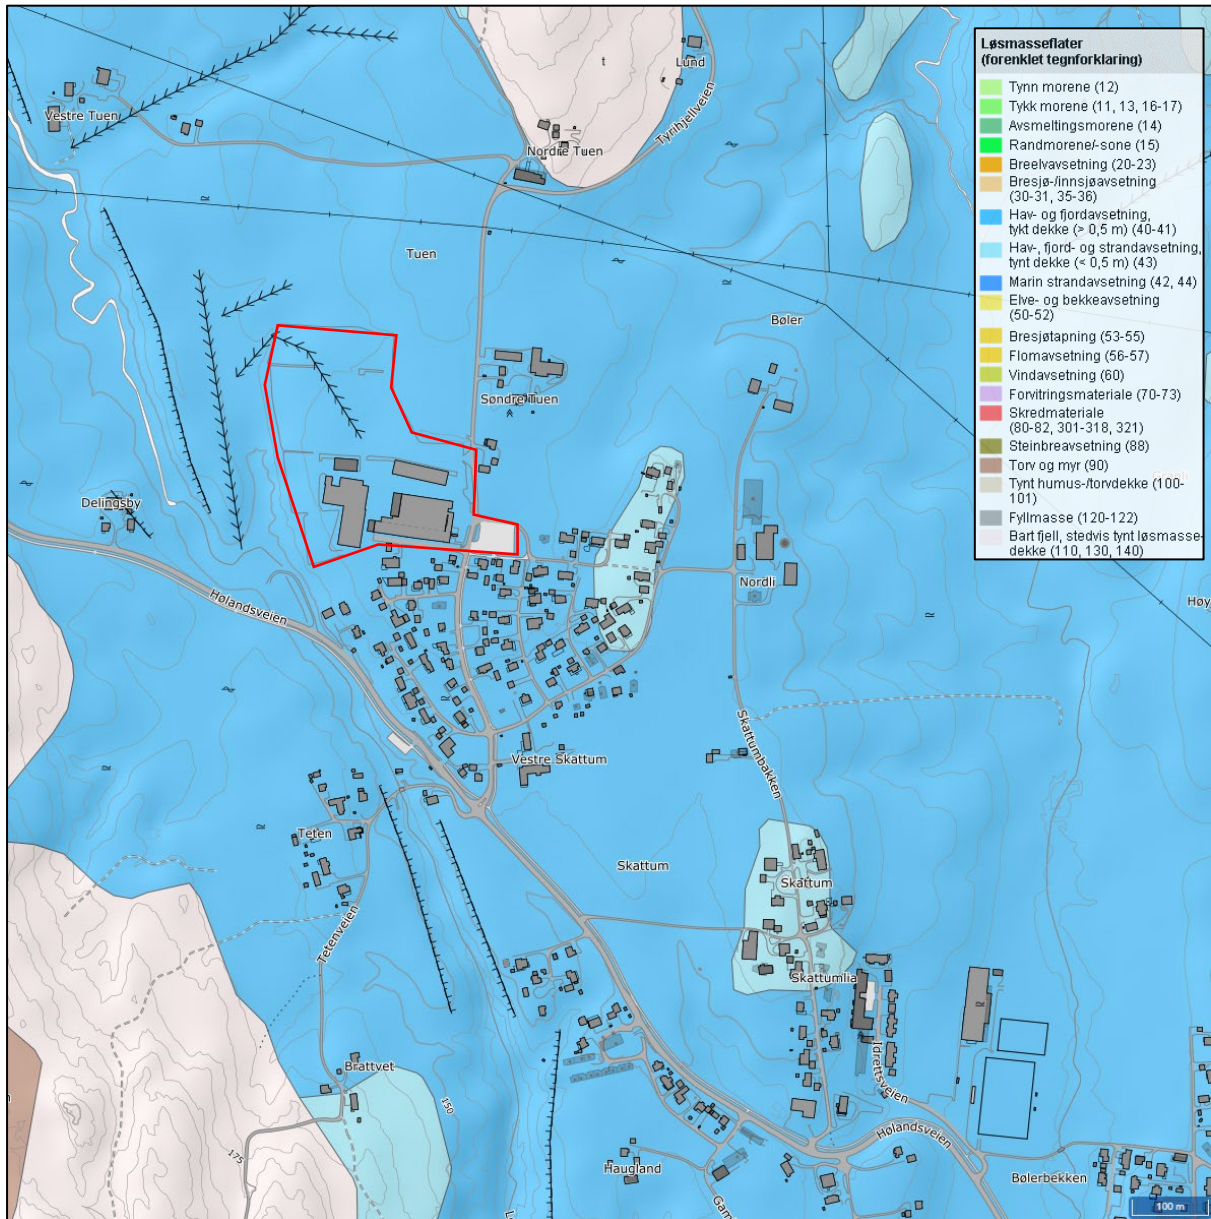 Løsmasseflater
(forenklet tegnforklaring)
Tynn morene (12)
Tykk morene (11, 13, 16-17)
Avsmeltingsmorene (14)
Randmorene/-sone (15)
Breelvavsetning (20-23)
Bresjø-/innsjøavsetning
(30-31, 35-36)
Hav- og fjordavsetning,
tykt dekke (> 0,5 m) (40-41)
Hav-, fjord- og strandavsetning,
tynt dekke (< 0,5 m) (43)
Marin strandavsetning (42, 44)
Elve- og bekkeavsetning
(50-52)
Bresjøtapning (53-55)
Flomavsetning (56-57)
Vindavsetning (60)
Forvitringsmateriale (70-73)
Skredmateriale
(80-82, 301-318, 321)
Steinbreavsetning (88)
Torv og myr (90)
Tynt humus-/torvdekke (100-
101)
Fyllmasse (120-122)
Bart fjell, stedvis tynt løsmasse-
dekke (110, 130, 140)
Lund
t
Vestre Tuen
Tynnhjellveien
Nordre Tuen
Tuen
Bøler
Søndre Tuen
Delingsby
Nordli
Hølandsveien
Høy
Skattumbakken
Vestre Skattum
Teten
Skattum
Skattum
Tetenveien
Skattumlia
Idrettsveien
Brattvet
150
175
Hølandsveien
Haugland
Bølerbekken
Gam
100 m